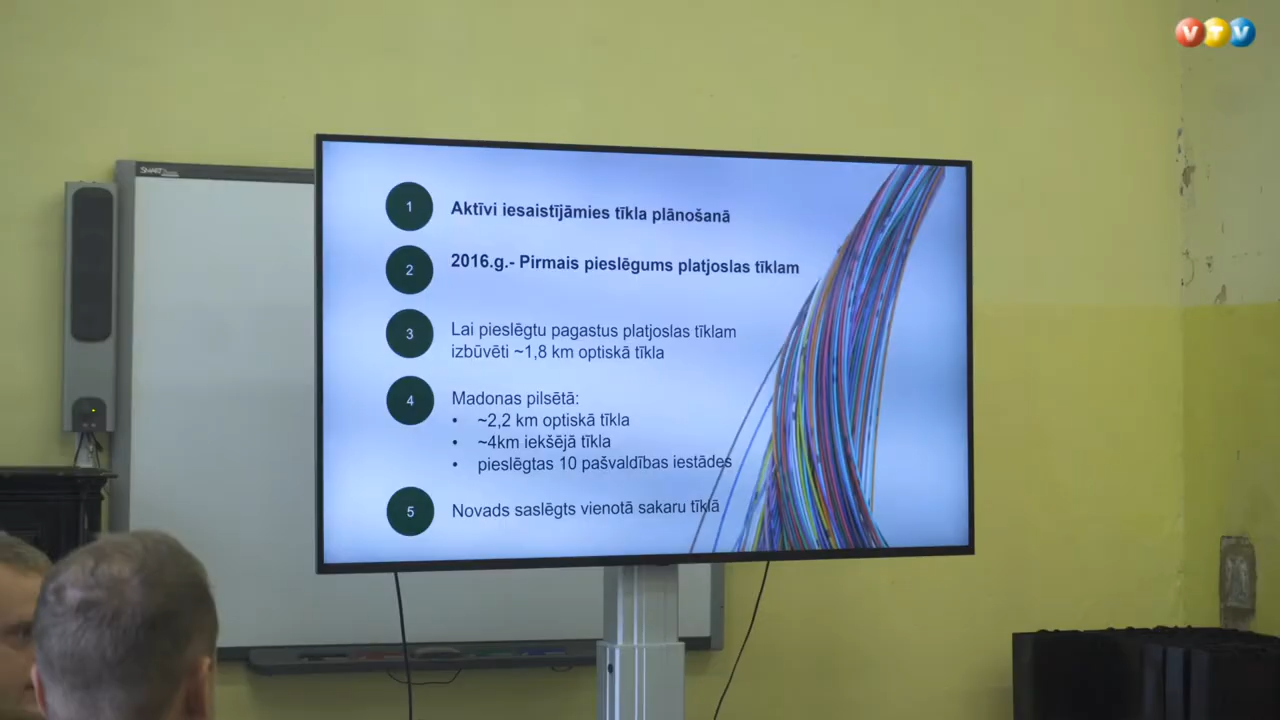 VTV
SMART
1 Aktīvi iesaistījāmies tīkla plānošanā
2 2016.g.- Pirmais pieslēgums platjoslas tīklam
3 Lai pieslēgtu pagastus platjoslas tīklam
izbūvēti ~1,8 km optiskā tīkla
4 Madonas pilsētā:
• ~2,2 km optiskā tīkla
• ~4km iekšējā tīkla
• pieslēgtas 10 pašvaldības iestādes
5 Novads saslēgts vienotā sakaru tīklā